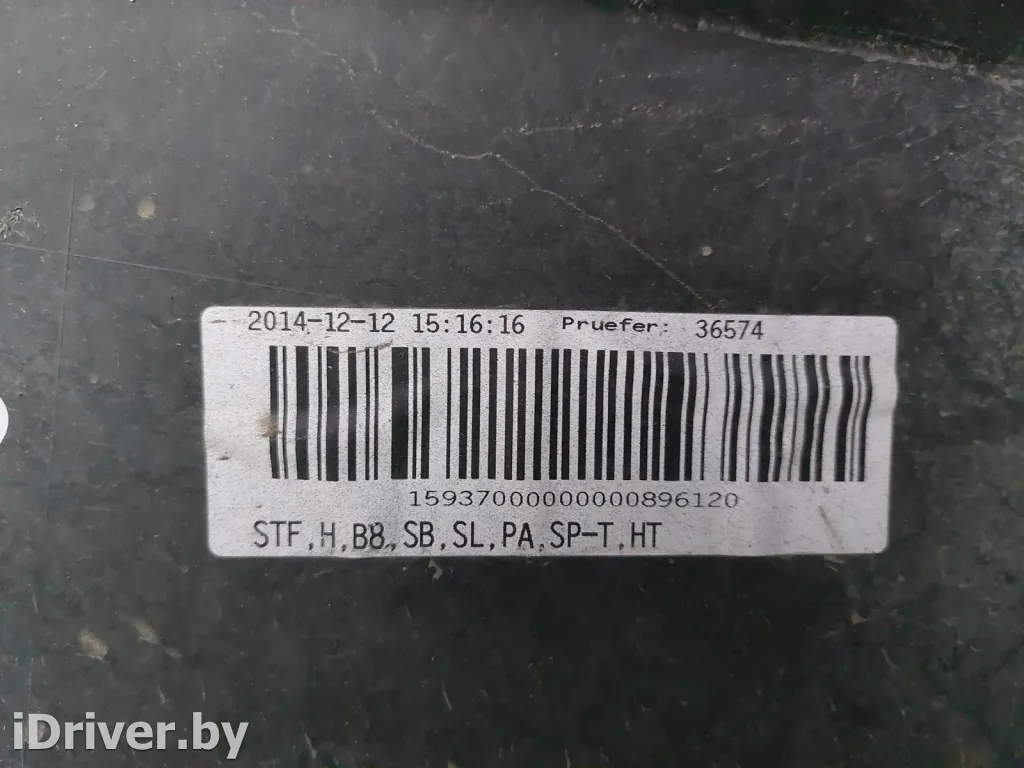 2014-12-12 15:16:16 Pruefer: 36574
15937000000000896120
STF,H,B8,SB,SL,PA,SP-T,HT
iDriver.by